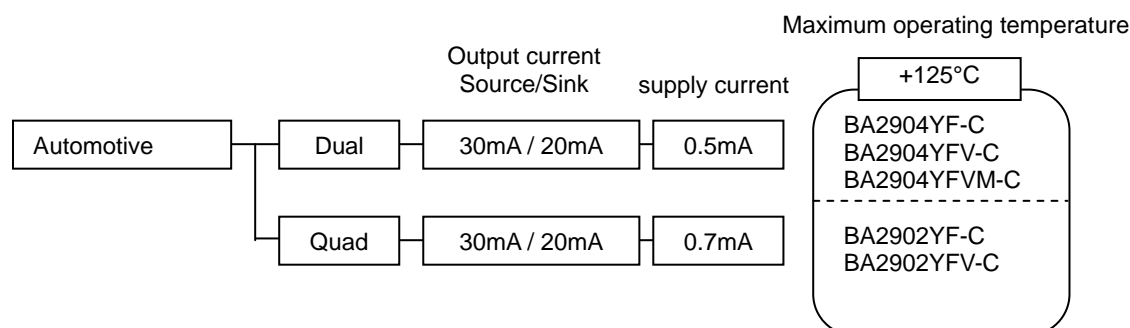 Maximum operating temperature
Output current
Source/Sink
supply current
+125°C
Automotive
Dual
30mA / 20mA
0.5mA
BA2904YF-C
BA2904YFV-C
BA2904YFVM-C
Quad
30mA / 20mA
0.7mA
BA2902YF-C
BA2902YFV-C